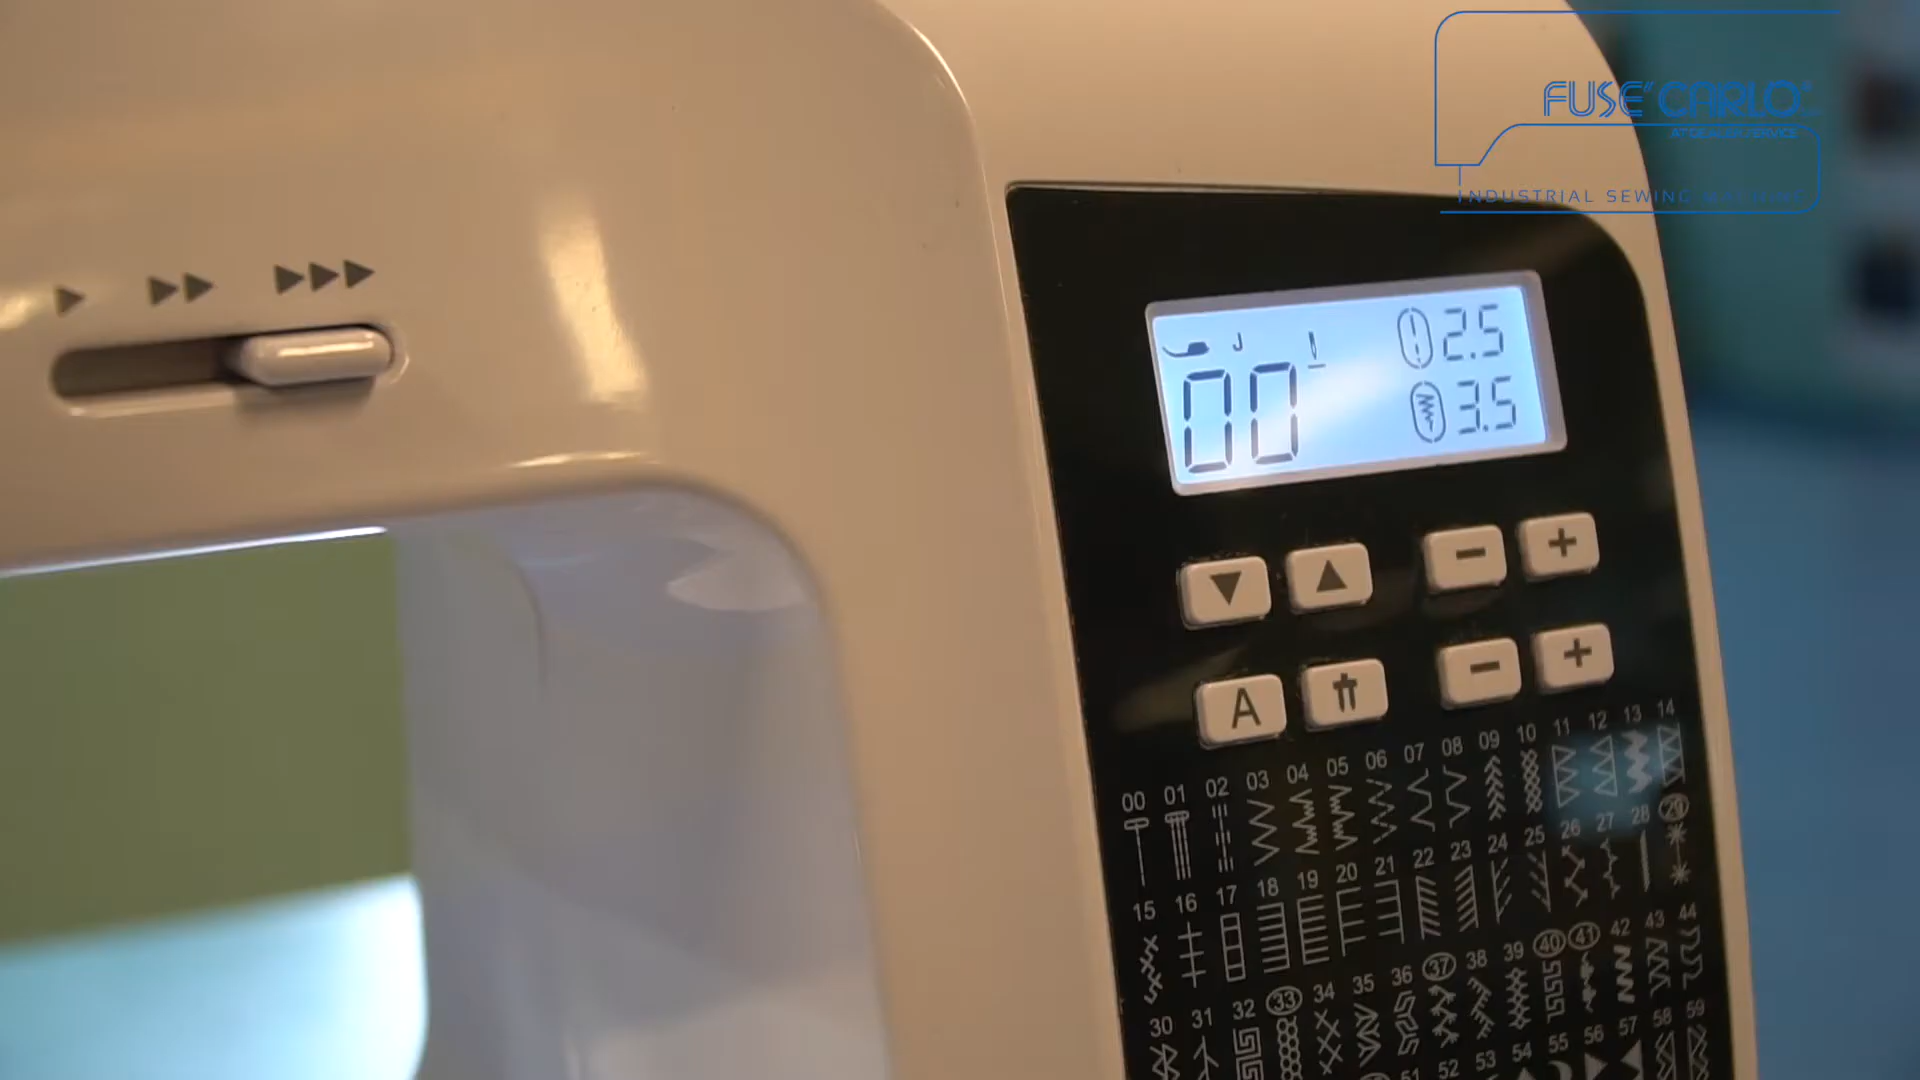 FUSE" CARLO
INDUSTRIAL SEWING MACHINE
J
2.5
00
3.5
A
00 01 02 03 04 05 06 07 08 09 10 11 12 13 14
15 16 17 18 19 20 21 22 23 24 25 26 27 28 29
30 31 32 33 34 35 36 37 38 39 40 41 42 43 44
51 52 53 54 55 56 57 58 59